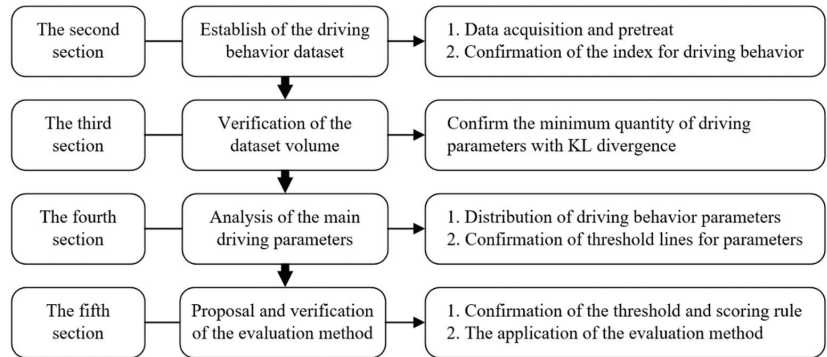 The second
section
Establish of the driving
behavior dataset
1. Data acquisition and pretreat
2. Confirmation of the index for driving behavior
The third
section
Verification of the
dataset volume
Confirm the minimum quantity of driving
parameters with KL divergence
The fourth
section
Analysis of the main
driving parameters
1. Distribution of driving behavior parameters
2. Confirmation of threshold lines for parameters
The fifth
section
Proposal and verification
of the evaluation method
1. Confirmation of the threshold and scoring rule
2. The application of the evaluation method